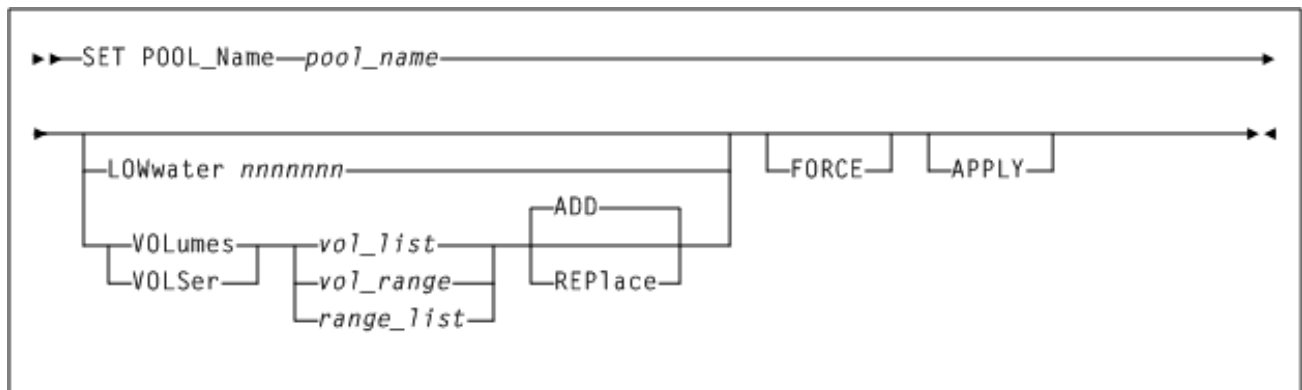 SET POOL_Name pool_name
LOWwater nnnnnnn
FORCE
APPLY
ADD
VOLumes
vol_list
VOLSer
vol_range
REPlace
range_list